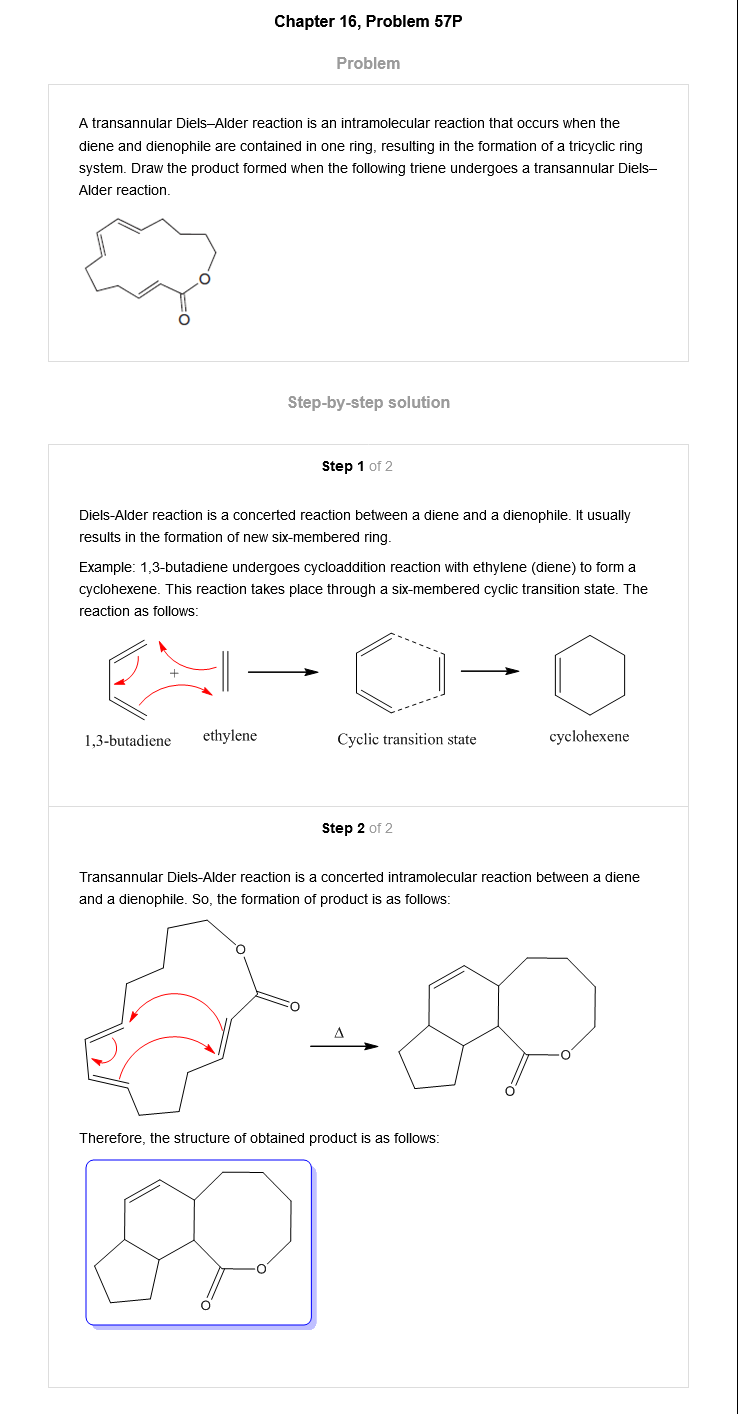 Chapter 16, Problem 57P
Problem
A transannular Diels–Alder reaction is an intramolecular reaction that occurs when the
diene and dienophile are contained in one ring, resulting in the formation of a tricyclic ring
system. Draw the product formed when the following triene undergoes a transannular Diels–
Alder reaction.
O
O
Step-by-step solution
Step 1 of 2
Diels-Alder reaction is a concerted reaction between a diene and a dienophile. It usually
results in the formation of new six-membered ring.
Example: 1,3-butadiene undergoes cycloaddition reaction with ethylene (diene) to form a
cyclohexene. This reaction takes place through a six-membered cyclic transition state. The
reaction as follows:
+
1,3-butadiene ethylene Cyclic transition state cyclohexene
Step 2 of 2
Transannular Diels-Alder reaction is a concerted intramolecular reaction between a diene
and a dienophile. So, the formation of product is as follows:
O
O
Δ
O
O
Therefore, the structure of obtained product is as follows:
O
O